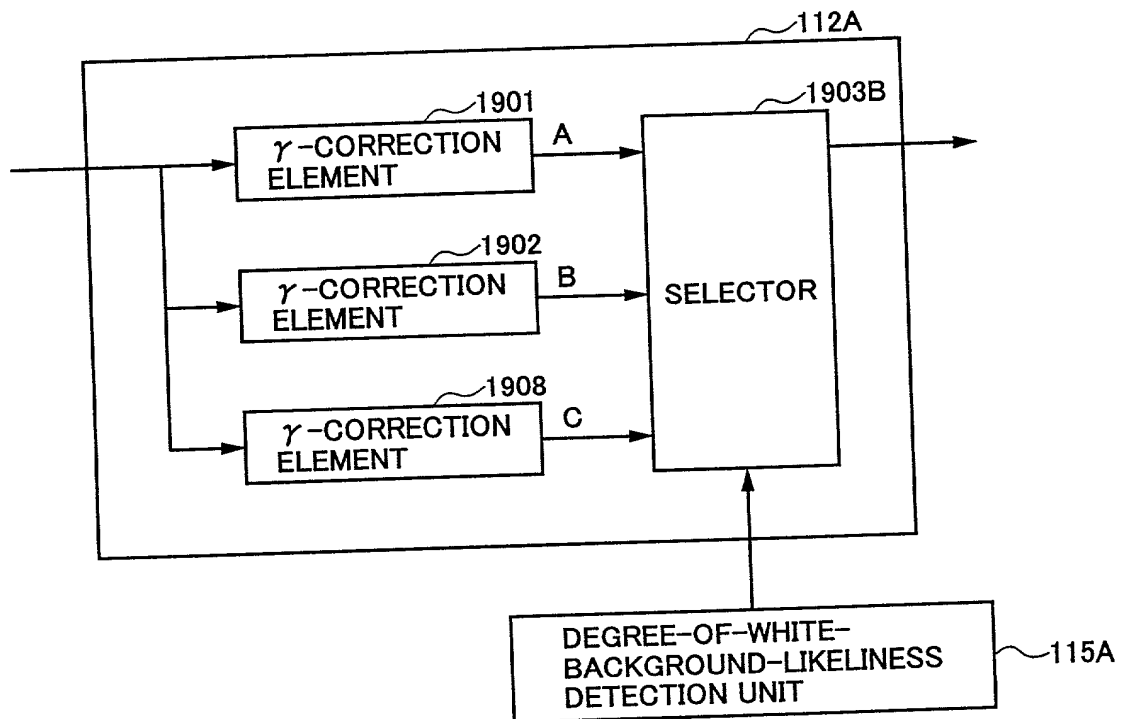 112A
1901
γ-CORRECTION
ELEMENT
A
1903B
1902
γ-CORRECTION
ELEMENT
B
SELECTOR
1908
γ-CORRECTION
ELEMENT
C
DEGREE-OF-WHITE-
BACKGROUND-LIKELINESS
DETECTION UNIT
115A